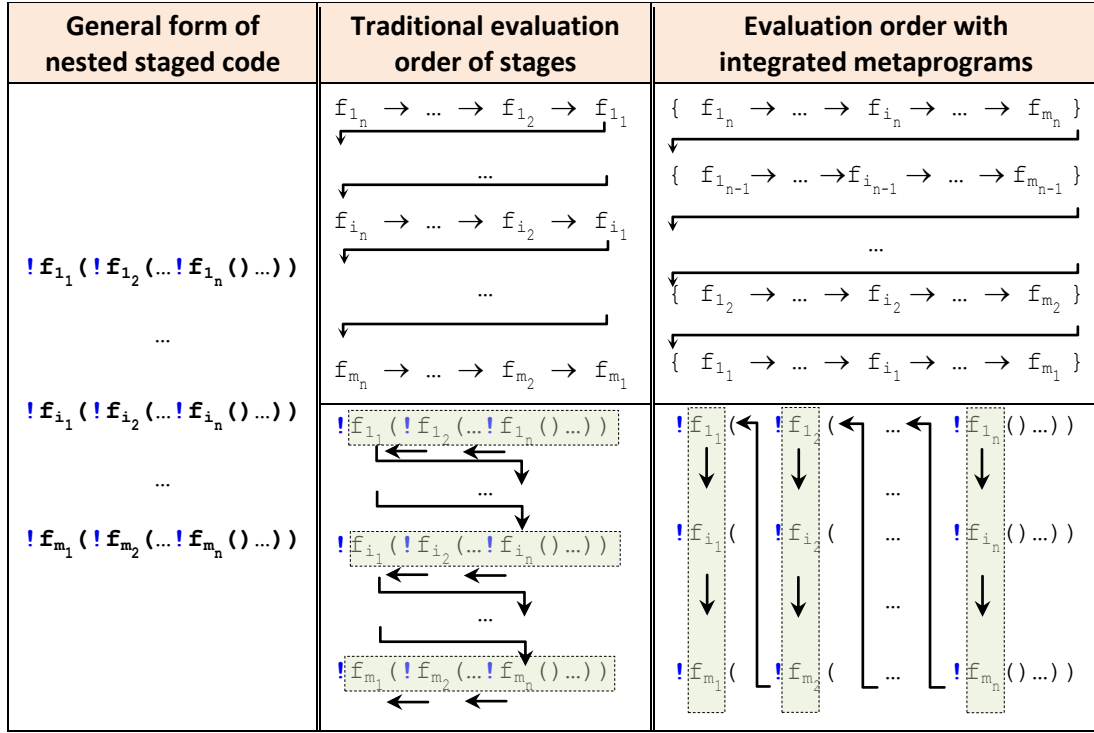 General form of
nested staged code
Traditional evaluation
order of stages
Evaluation order with
integrated metaprograms
!f₁₁(!f₁₂(…!f₁ₙ()…))
…
!fᵢ₁(!fᵢ₂(…!fᵢₙ()…))
…
!fₘ₁(!fₘ₂(…!fₘₙ()…))
f₁ₙ → … → f₁₂ → f₁₁
…
fᵢₙ → … → fᵢ₂ → fᵢ₁
…
fₘₙ → … → fₘ₂ → fₘ₁
{ f₁ₙ → … → fᵢₙ → … → fₘₙ }
{ f₁ₙ₋₁→ … →fᵢₙ₋₁→ … → fₘₙ₋₁ }
…
{ f₁₂ → … → fᵢ₂ → … → fₘ₂ }
{ f₁₁ → … → fᵢ₁ → … → fₘ₁ }
!f₁₁(!f₁₂(…!f₁ₙ()…))
…
!fᵢ₁(!fᵢ₂(…!fᵢₙ()…))
…
!fₘ₁(!fₘ₂(…!fₘₙ()…))
!f₁₁( !f₁₂( … !f₁ₙ()…))
…
!fᵢ₁( !fᵢ₂( … !fᵢₙ()…))
…
!fₘ₁( !fₘ₂( … !fₘₙ()…))